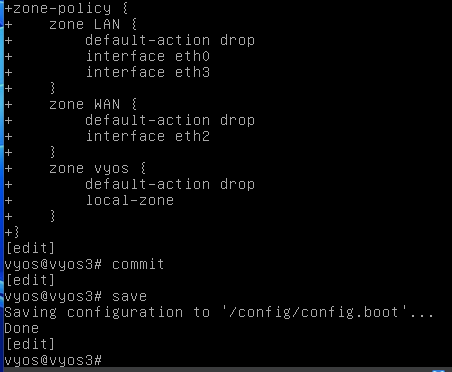 +zone-policy {
+    zone LAN {
+        default-action drop
+        interface eth0
+        interface eth3
+    }
+    zone WAN {
+        default-action drop
+        interface eth2
+    }
+    zone vyos {
+        default-action drop
+        local-zone
+    }
+}
[edit]
vyos@vyos3# commit
[edit]
vyos@vyos3# save
Saving configuration to '/config/config.boot'...
Done
[edit]
vyos@vyos3#